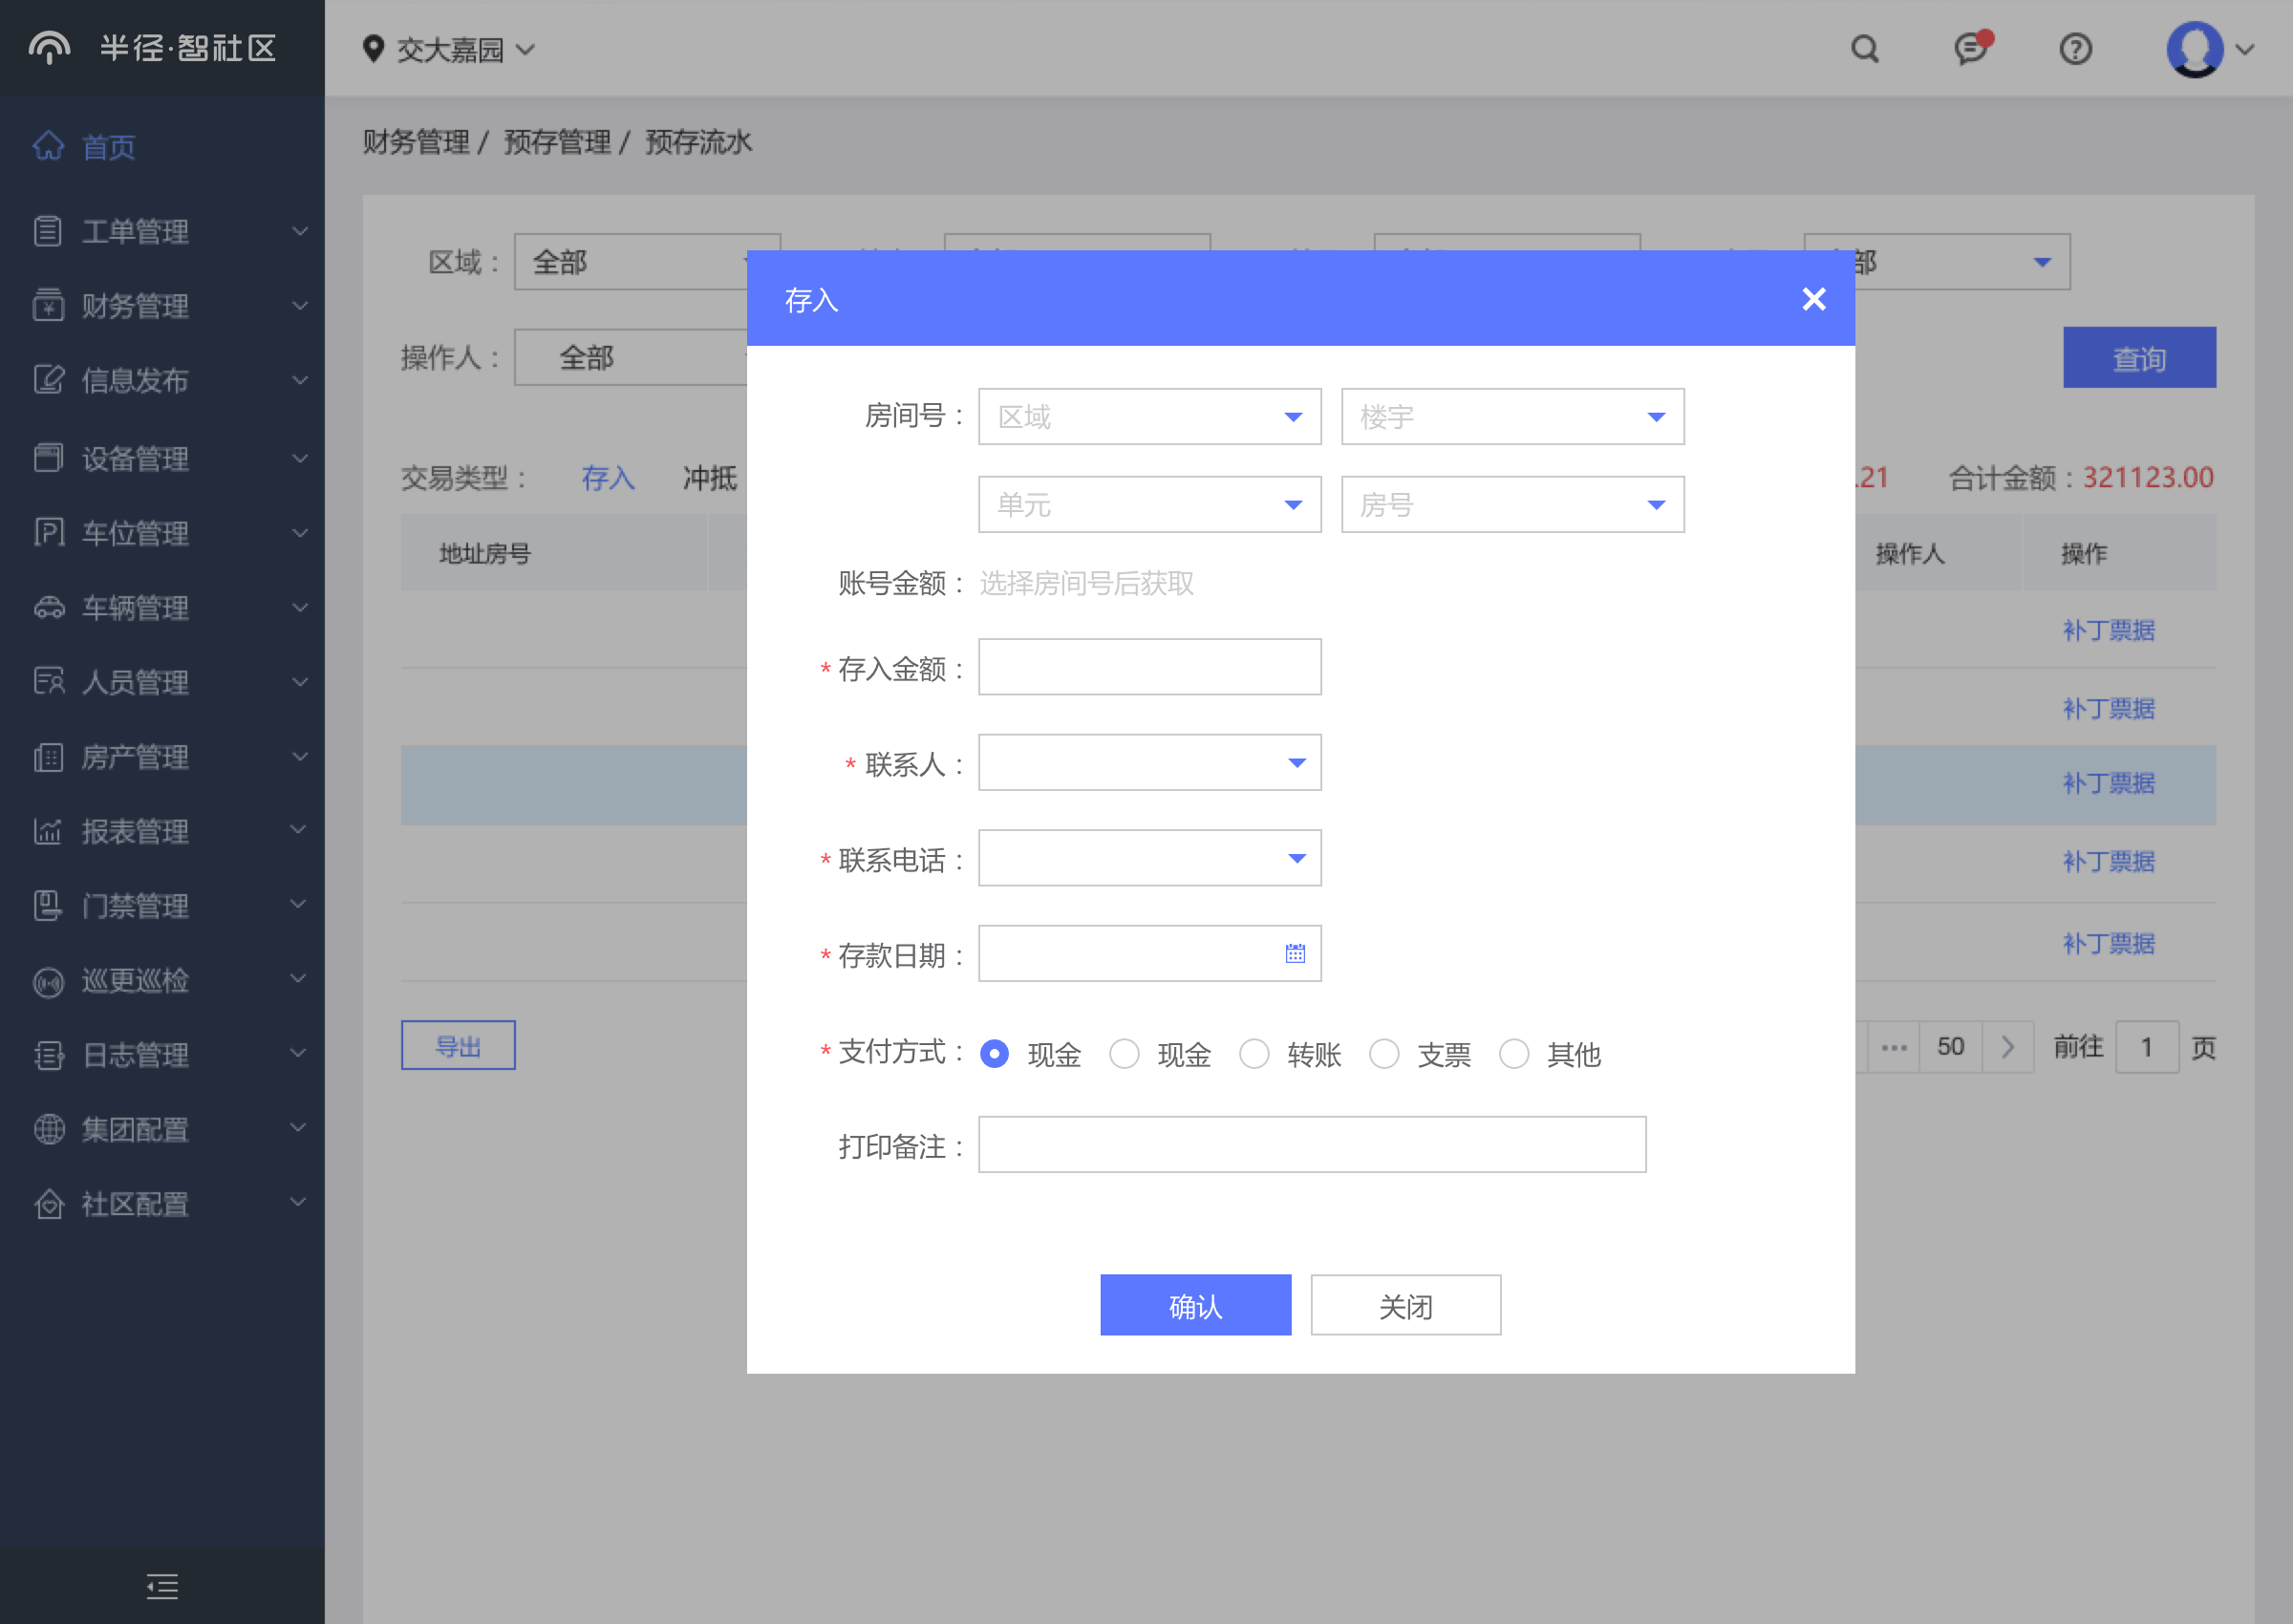 半径·智社区
交大嘉园
首页
工单管理
财务管理
信息发布
设备管理
车位管理
车辆管理
人员管理
房产管理
报表管理
门禁管理
巡更巡检
日志管理
集团配置
社区配置
财务管理 / 预存管理 / 预存流水
区域： 全部
部
操作人： 全部
查询
交易类型： 存入 冲抵
.21 合计金额：321123.00
地址房号 操作人 操作
补丁票据
补丁票据
补丁票据
补丁票据
补丁票据
导出
••• 50 前往 1 页
存入
房间号： 区域 楼宇
单元 房号
账号金额： 选择房间号后获取
* 存入金额：
* 联系人：
* 联系电话：
* 存款日期：
* 支付方式： 现金 现金 转账 支票 其他
打印备注：
确认 关闭